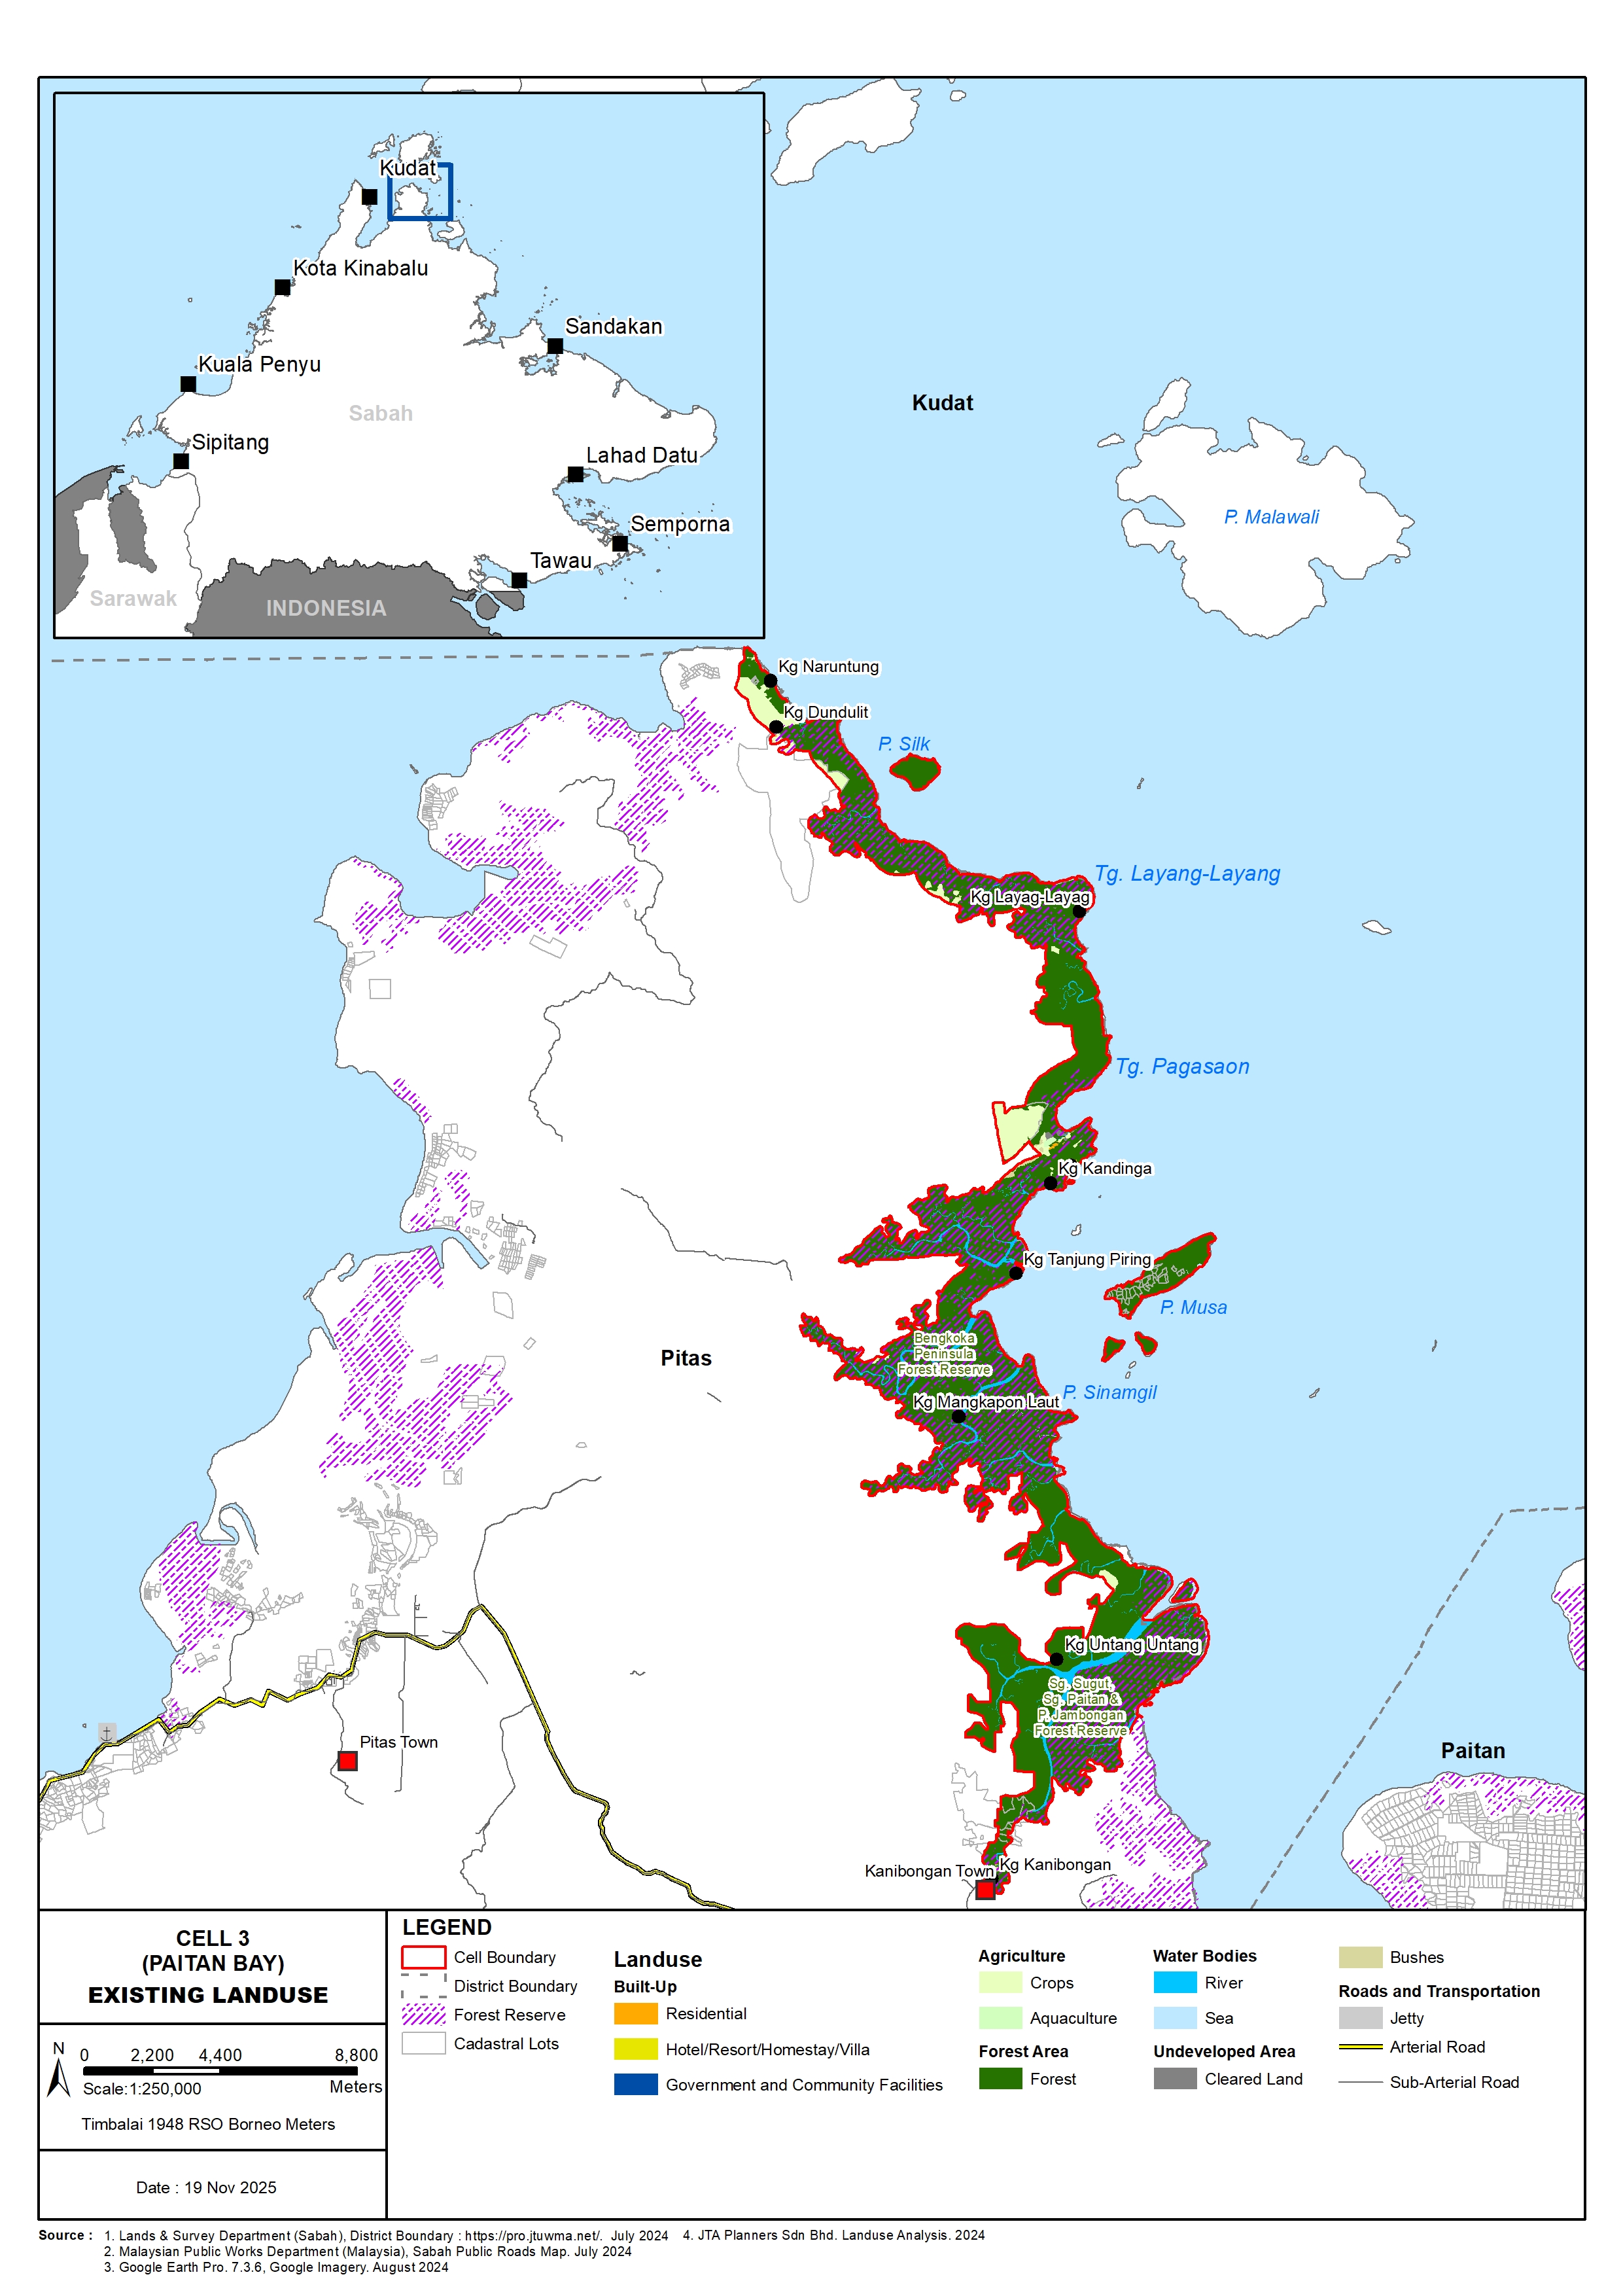 Kudat
Kota Kinabalu
Sandakan
Kuala Penyu
Sabah
Sipitang
Lahad Datu
Semporna
Tawau
Sarawak
INDONESIA
Kudat
P. Malawali
Kg Naruntung
Kg Dundulit
P. Silk
Tg. Layang-Layang
Kg Layag-Layag
Tg. Pagasaon
Kg Kandinga
Kg Tanjung Piring
P. Musa
Bengkoka
Peninsula
Forest Reserve
Pitas
P. Sinamgil
Kg Mangkapon Laut
Kg Untang Untang
Sg. Sugut,
Sg. Paitan &
P. Jambongan
Forest Reserve
Pitas Town
Paitan
Kanibongan Town
Kg Kanibongan
CELL 3
(PAITAN BAY)
EXISTING LANDUSE
N
0 2,200 4,400 8,800
Scale:1:250,000 Meters
Timbalai 1948 RSO Borneo Meters
Date : 19 Nov 2025
LEGEND
Cell Boundary
District Boundary
Forest Reserve
Cadastral Lots
Landuse
Built-Up
Residential
Hotel/Resort/Homestay/Villa
Government and Community Facilities
Agriculture
Crops
Aquaculture
Forest Area
Forest
Water Bodies
River
Sea
Undeveloped Area
Cleared Land
Bushes
Roads and Transportation
Jetty
Arterial Road
Sub-Arterial Road
Source : 1. Lands & Survey Department (Sabah), District Boundary : https://pro.jtuwma.net/. July 2024 4. JTA Planners Sdn Bhd. Landuse Analysis. 2024
2. Malaysian Public Works Department (Malaysia), Sabah Public Roads Map. July 2024
3. Google Earth Pro. 7.3.6, Google Imagery. August 2024